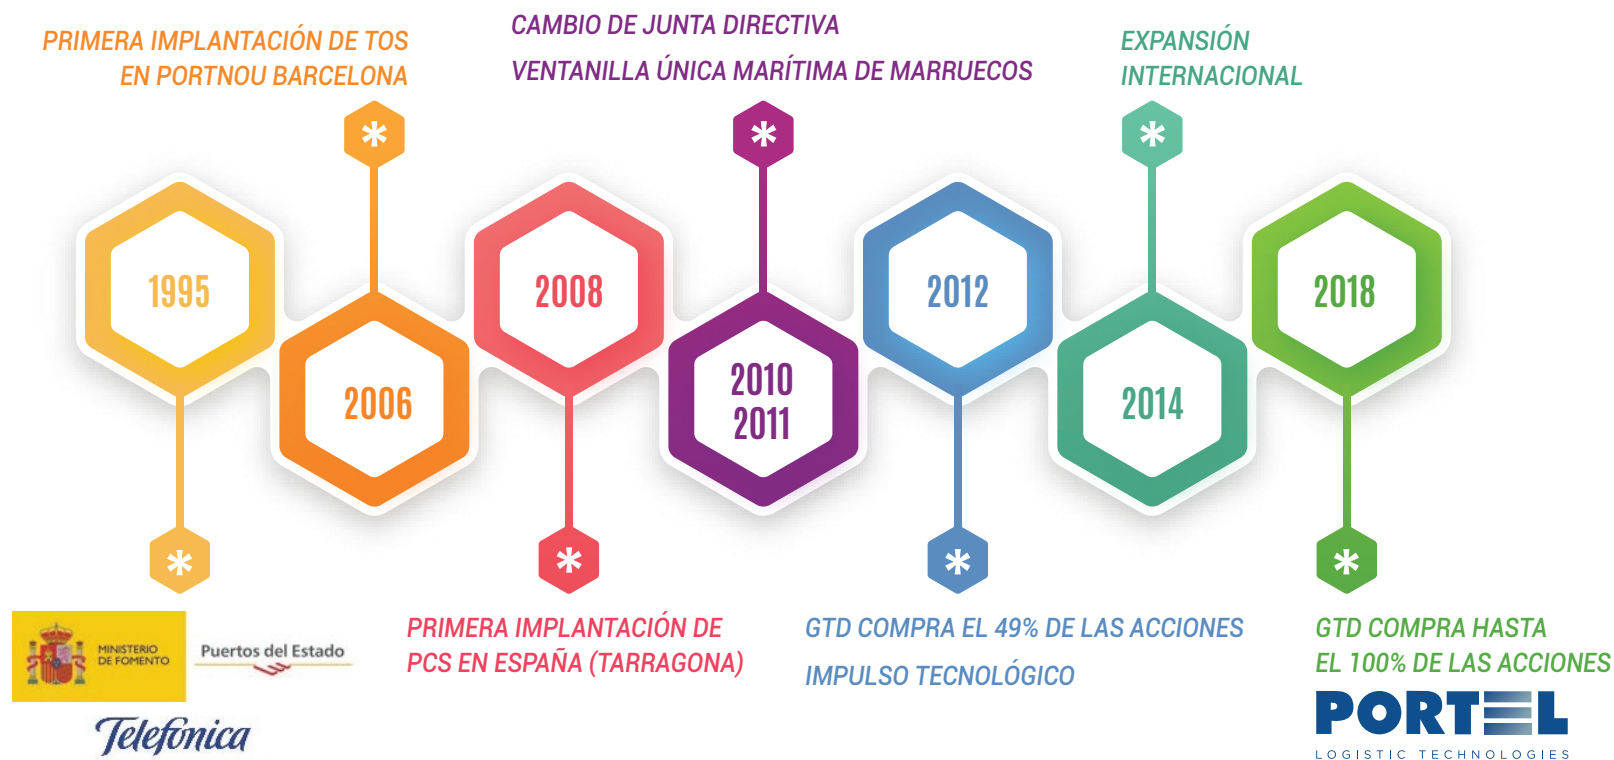 PRIMERA IMPLANTACIÓN DE TOS
EN PORTNOU BARCELONA
CAMBIO DE JUNTA DIRECTIVA
VENTANILLA ÚNICA MARÍTIMA DE MARRUECOS
EXPANSIÓN
INTERNACIONAL
*
*
*
1995
2006
2008
2010
2011
2012
2014
2018
*
*
*
*
MINISTERIO
DE FOMENTO
Puertos del Estado
Telefónica
PRIMERA IMPLANTACIÓN DE
PCS EN ESPAÑA (TARRAGONA)
GTD COMPRA EL 49% DE LAS ACCIONES
IMPULSO TECNOLÓGICO
GTD COMPRA HASTA
EL 100% DE LAS ACCIONES
PORTEL
LOGISTIC TECHNOLOGIES